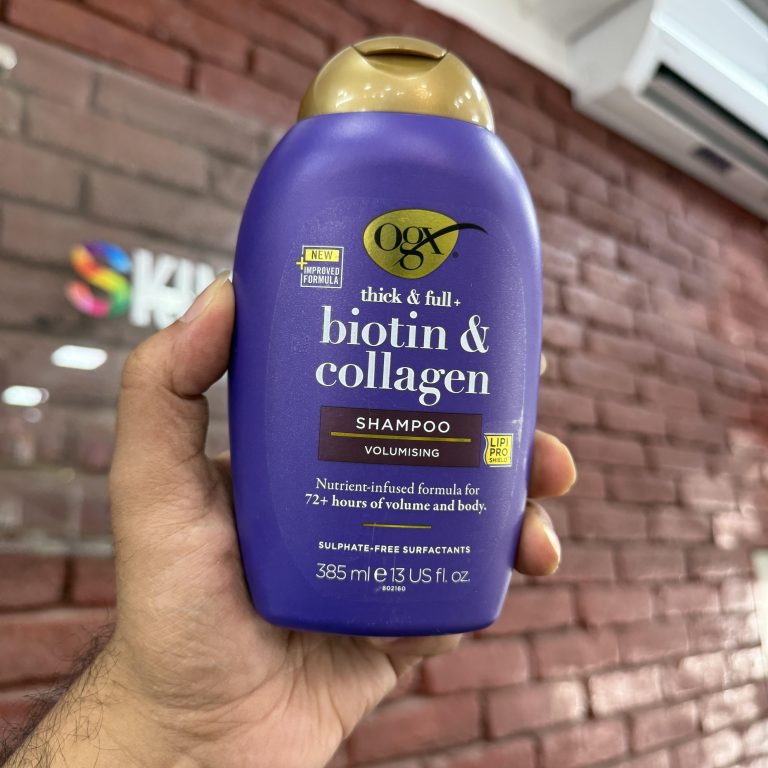 Ogx
NEW
+ IMPROVED
FORMULA
thick & full+
biotin &
collagen
SHAMPOO
VOLUMISING
LIPI
PRO
SHIELD
Nutrient-infused formula for
72+ hours of volume and body.
SULPHATE-FREE SURFACTANTS
385 ml e 13 US fl. oz.
802160